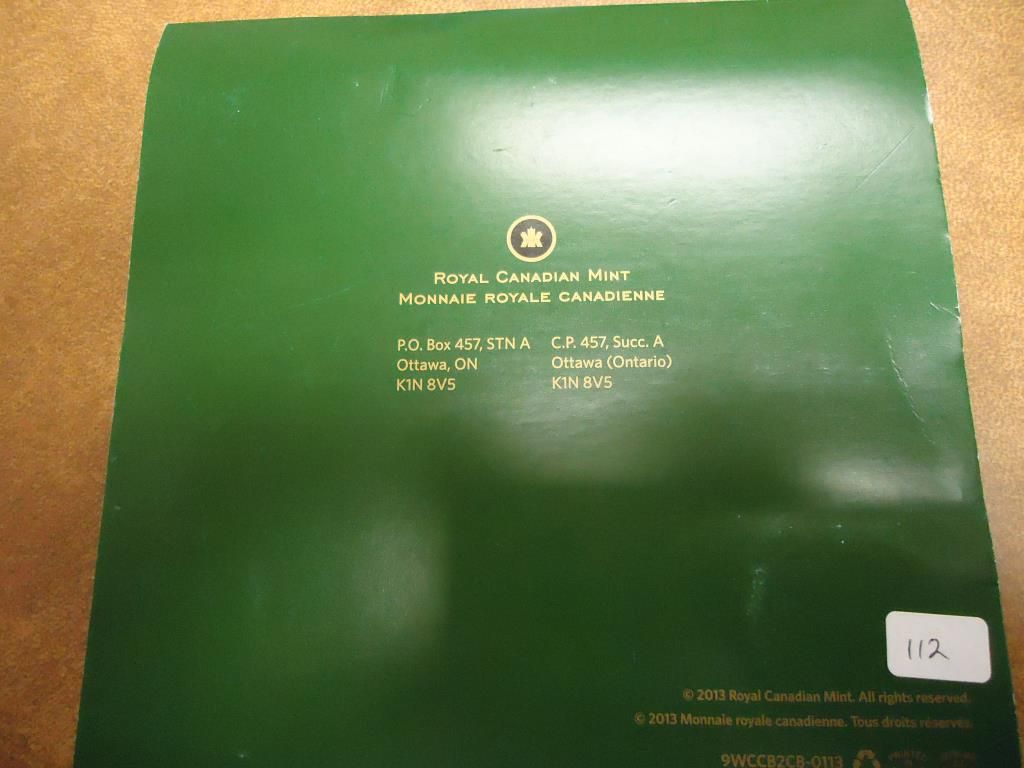 ROYAL CANADIAN MINT
MONNAIE ROYALE CANADIENNE
P.O. Box 457, STN A
Ottawa, ON
K1N 8V5
C.P. 457, Succ. A
Ottawa (Ontario)
K1N 8V5
112
© 2013 Royal Canadian Mint. All rights reserved.
© 2013 Monnaie royale canadienne. Tous droits réservés.
9WCCB2CB-0113
PRINTED